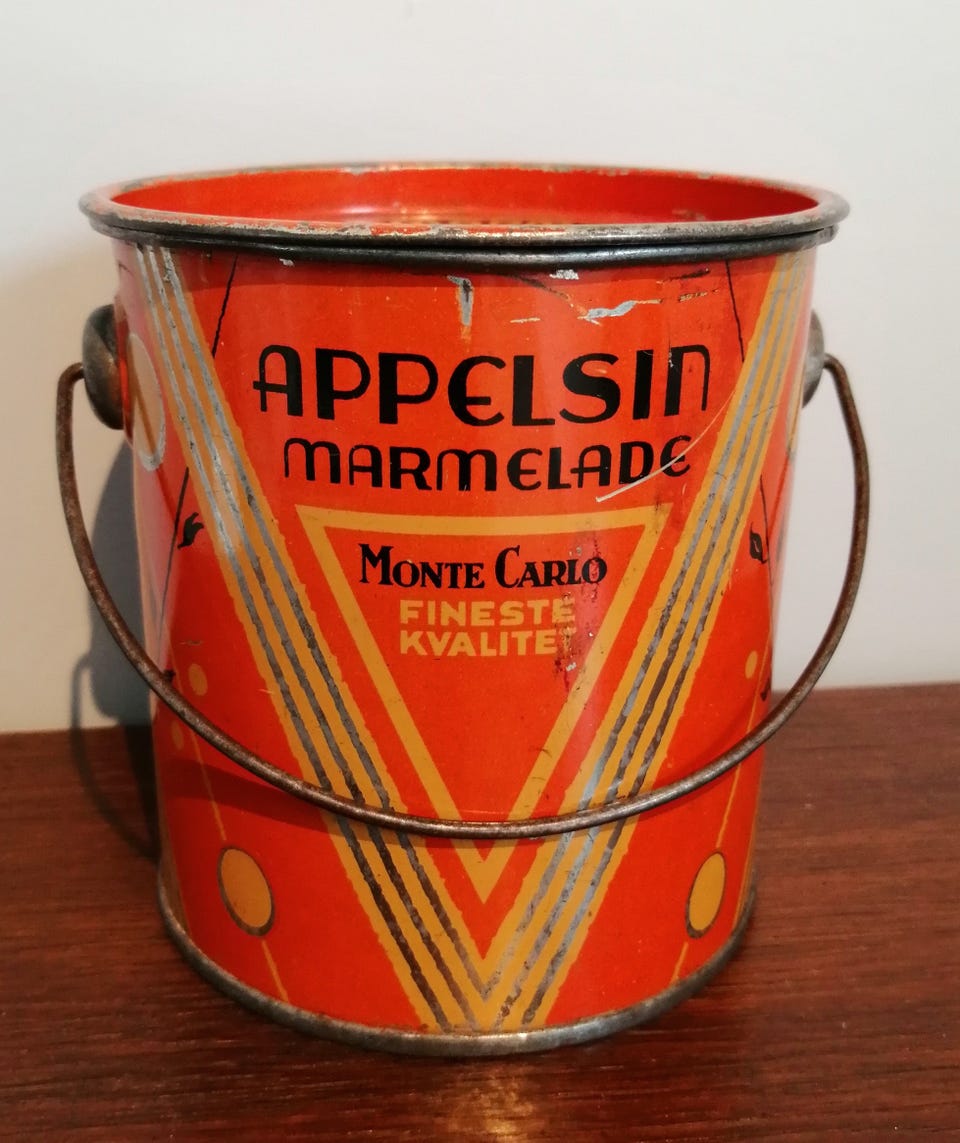 APPELSIN
MARMELADE
MONTE CARLO
FINESTE
KVALITET